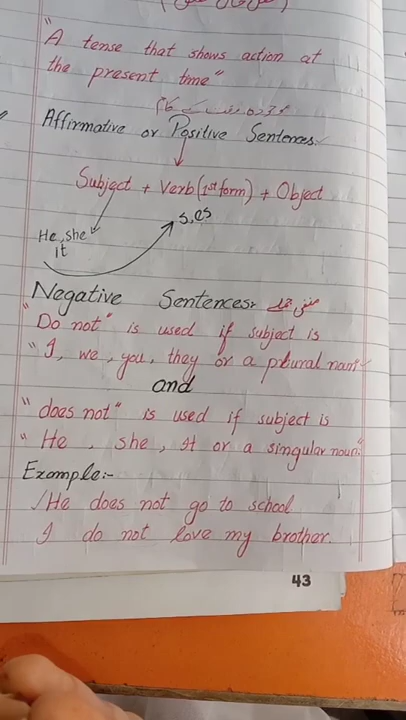 "A tense that shows action at
the present time"
Affirmative or Positive Sentences:
Subject + Verb (1st form) + Object
s, es
He, she
it
Negative Sentences:
"Do not" is used if subject is
"I, we, you, they or a plural noun"
and
"does not" is used if subject is
"He, she, It or a singular noun"
Example:-
He does not go to school
I do not love my brother.
43